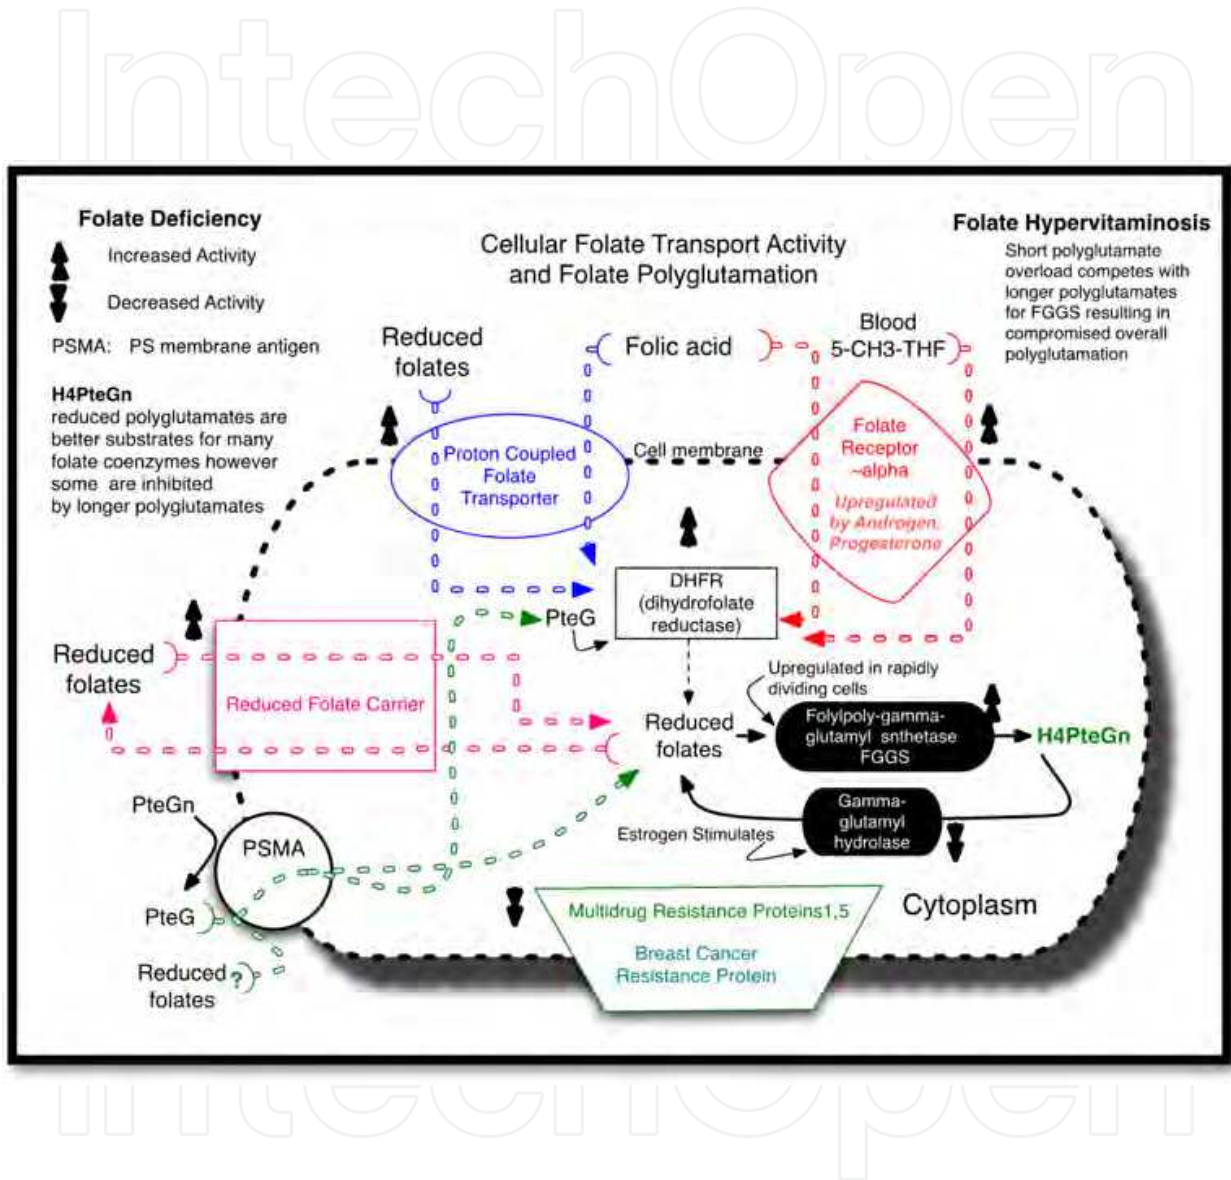 IntechOpen
Folate Deficiency
Increased Activity
Decreased Activity
PSMA: PS membrane antigen
H4PteGn
reduced polyglutamates are
better substrates for many
folate coenzymes however
some are inhibited
by longer polyglutamates
Cellular Folate Transport Activity
and Folate Polyglutamation
Folate Hypervitaminosis
Short polyglutamate
overload competes with
longer polyglutamates
for FGGS resulting in
compromised overall
polyglutamation
Reduced
folates
Folic acid
Blood
5-CH3-THF
Proton Coupled
Folate
Transporter
Cell membrane
Folate
Receptor
~alpha
Upregulated
by Androgen,
Progesterone
DHFR
(dihydrofolate
reductase)
PteG
Reduced
folates
Reduced Folate Carrier
Upregulated in rapidly
dividing cells
Reduced
folates
Folylpoly-gamma-
glutamyl snthetase
FGGS
H4PteGn
PteGn
PSMA
Gamma-
glutamyl
hydrolase
Estrogen Stimulates
PteG
Reduced ?
folates
Multidrug Resistance Proteins1,5
Breast Cancer
Resistance Protein
Cytoplasm
IntechOpen